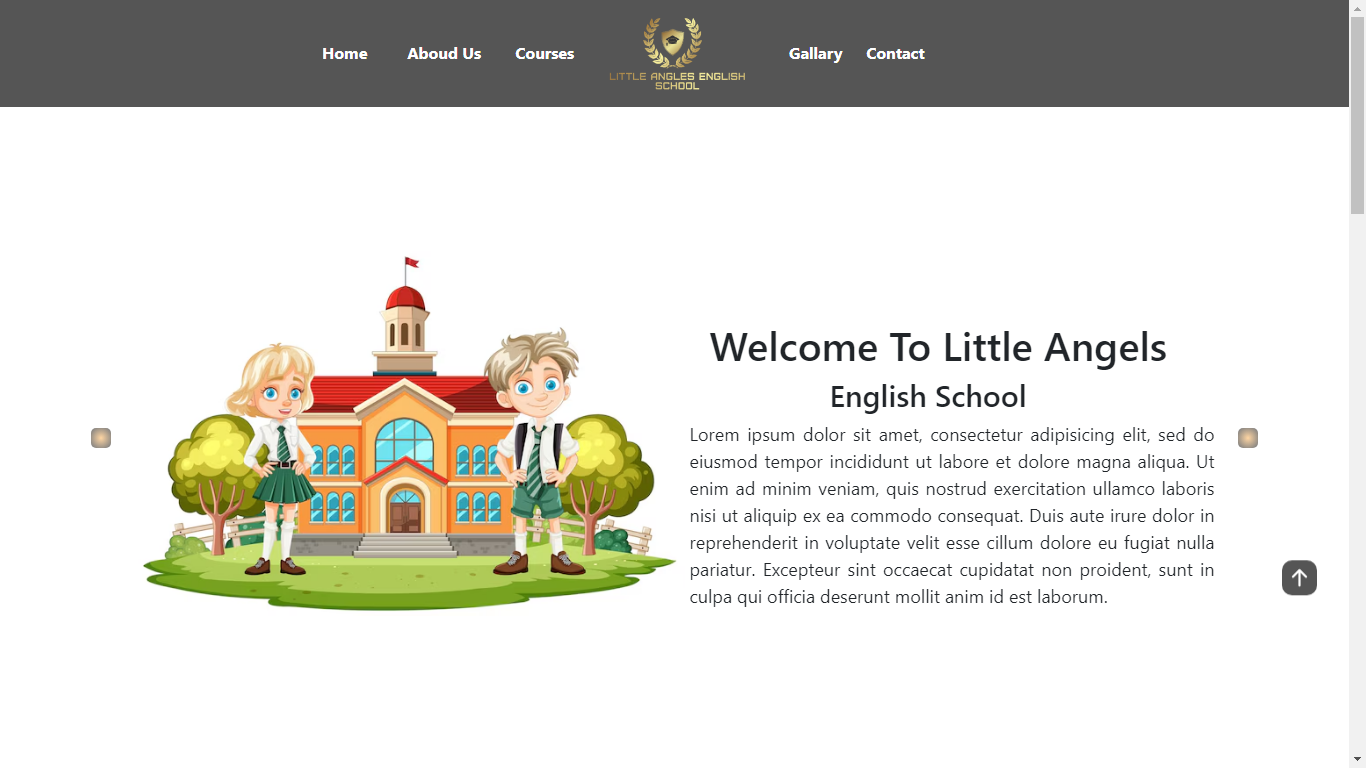 Home Aboud Us Courses
LITTLE ANGLES ENGLISH
SCHOOL
Gallary Contact
Welcome To Little Angels
English School
Lorem ipsum dolor sit amet, consectetur adipisicing elit, sed do
eiusmod tempor incididunt ut labore et dolore magna aliqua. Ut
enim ad minim veniam, quis nostrud exercitation ullamco laboris
nisi ut aliquip ex ea commodo consequat. Duis aute irure dolor in
reprehenderit in voluptate velit esse cillum dolore eu fugiat nulla
pariatur. Excepteur sint occaecat cupidatat non proident, sunt in
culpa qui officia deserunt mollit anim id est laborum.